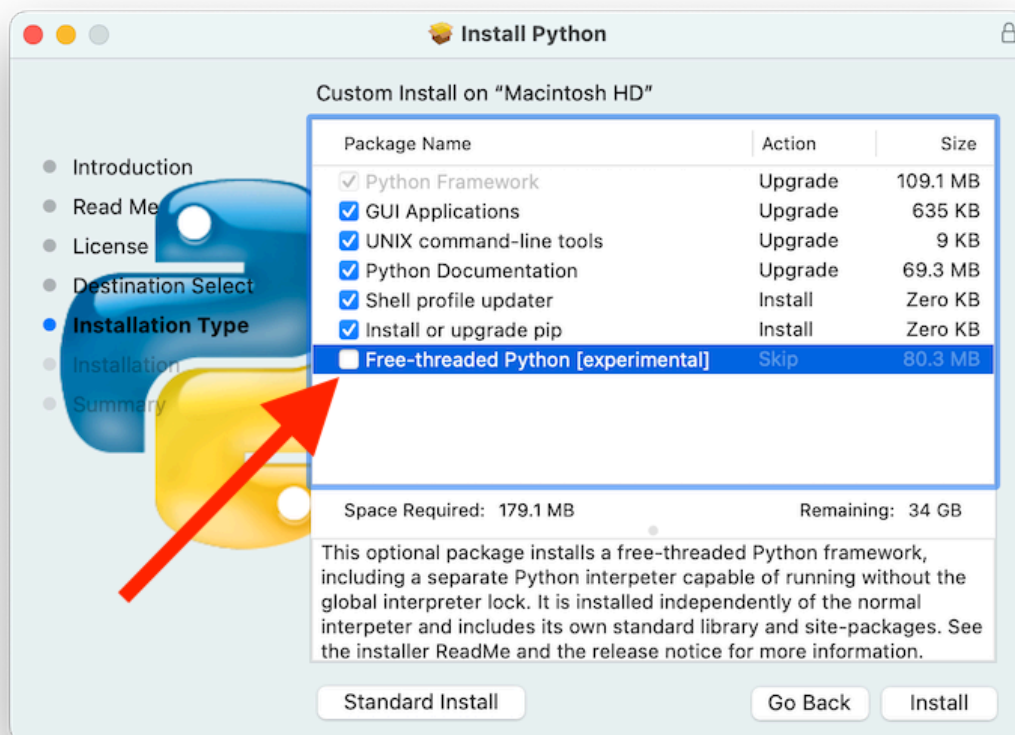 Install Python
Custom Install on “Macintosh HD”
Introduction
Read Me
License
Destination Select
Installation Type
Installation
Summary
Package Name Action Size
Python Framework Upgrade 109.1 MB
GUI Applications Upgrade 635 KB
UNIX command-line tools Upgrade 9 KB
Python Documentation Upgrade 69.3 MB
Shell profile updater Install Zero KB
Install or upgrade pip Install Zero KB
Free-threaded Python [experimental] Skip 80.3 MB
Space Required: 179.1 MB Remaining: 34 GB
This optional package installs a free-threaded Python framework,
including a separate Python interpeter capable of running without the
global interpreter lock. It is installed independently of the normal
interpeter and includes its own standard library and site-packages. See
the installer ReadMe and the release notice for more information.
Standard Install Go Back Install